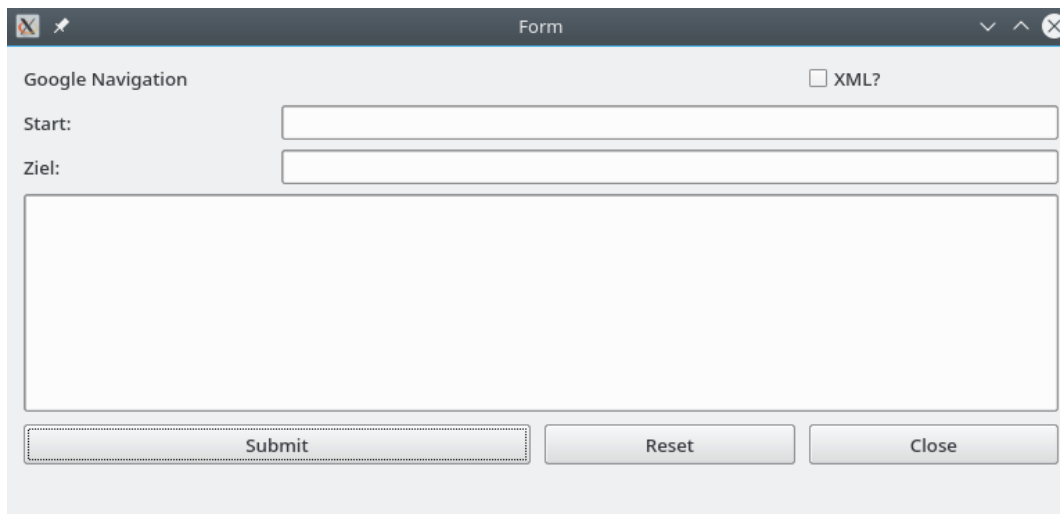 Form
Google Navigation XML?
Start:
Ziel:
Submit Reset Close